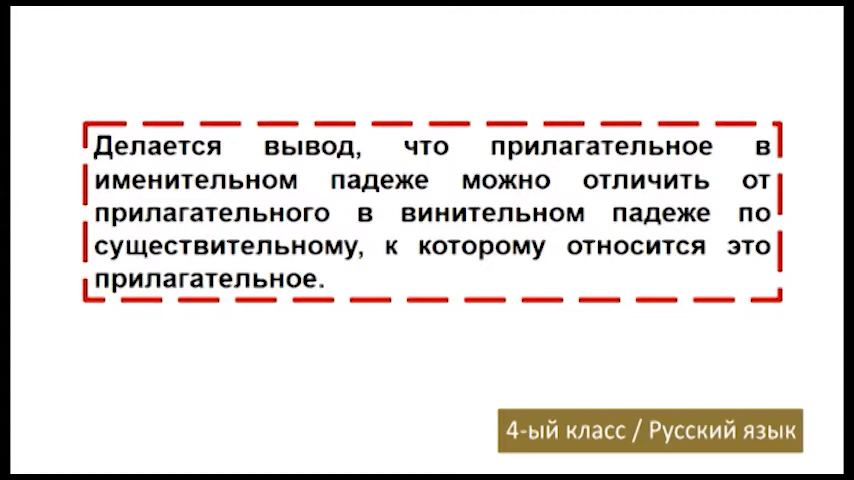 Делается вывод, что прилагательное в
именительном падеже можно отличить от
прилагательного в винительном падеже по
существительному, к которому относится это
прилагательное.
4-ый класс / Русский язык